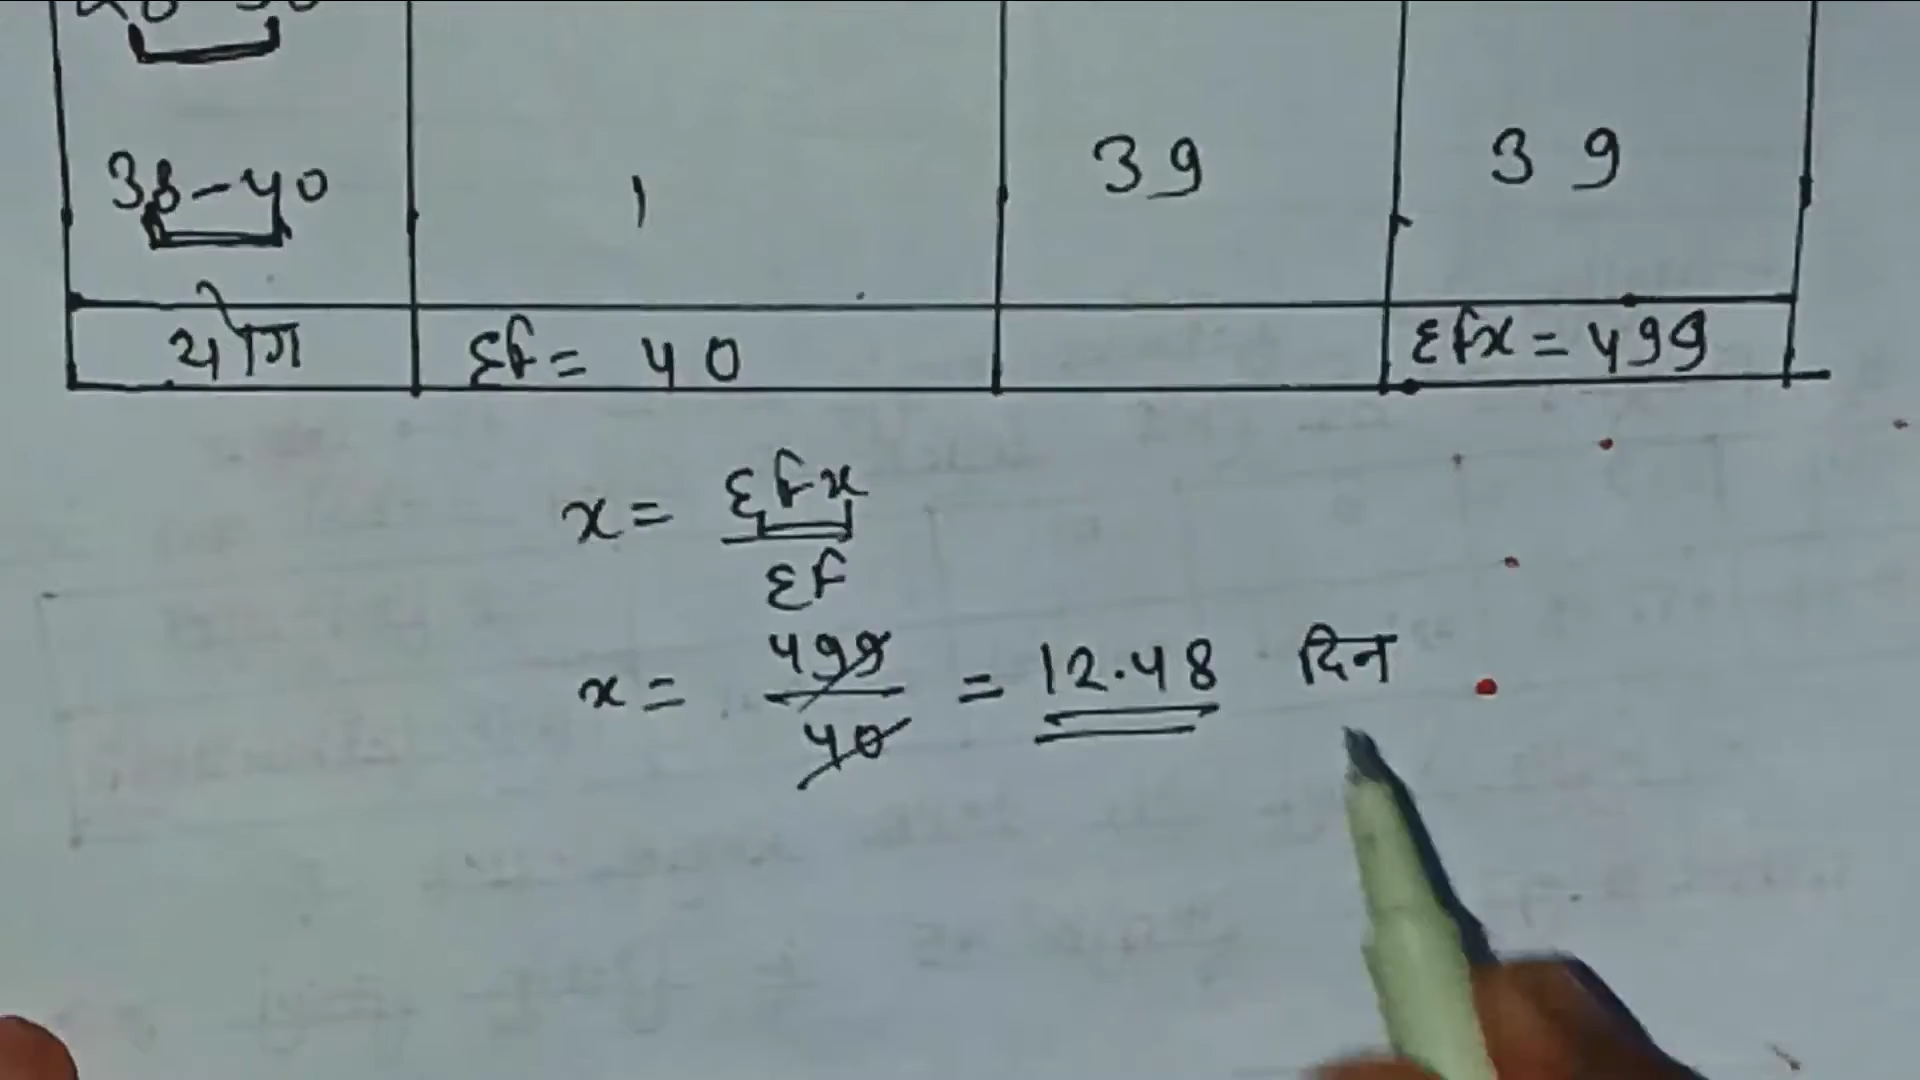 38-40 1 39 39
योग Σf = 40 Σfx = 499
x = Σfx / Σf
x = 499 / 40 = 12.48 दिन